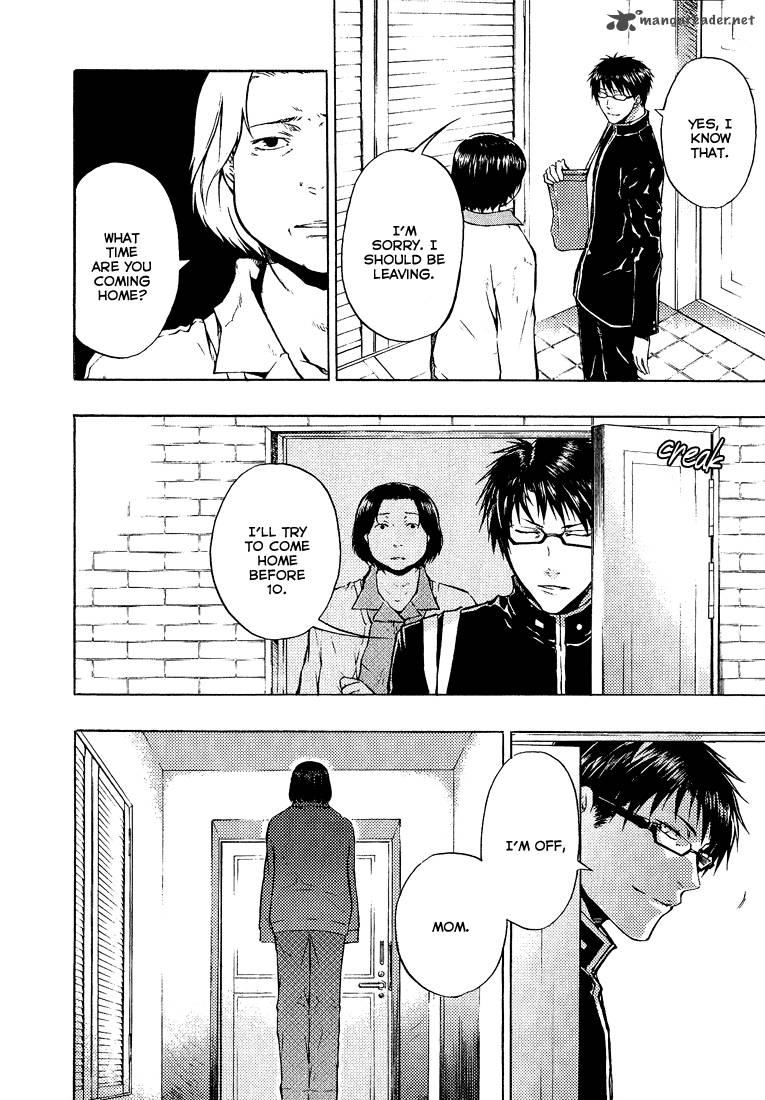 mangareader.net
YES, I
KNOW
THAT.
I'M
SORRY. I
SHOULD BE
LEAVING.
WHAT
TIME
ARE YOU
COMING
HOME?
creak
I'LL TRY
TO COME
HOME
BEFORE
10.
I'M OFF,
MOM.